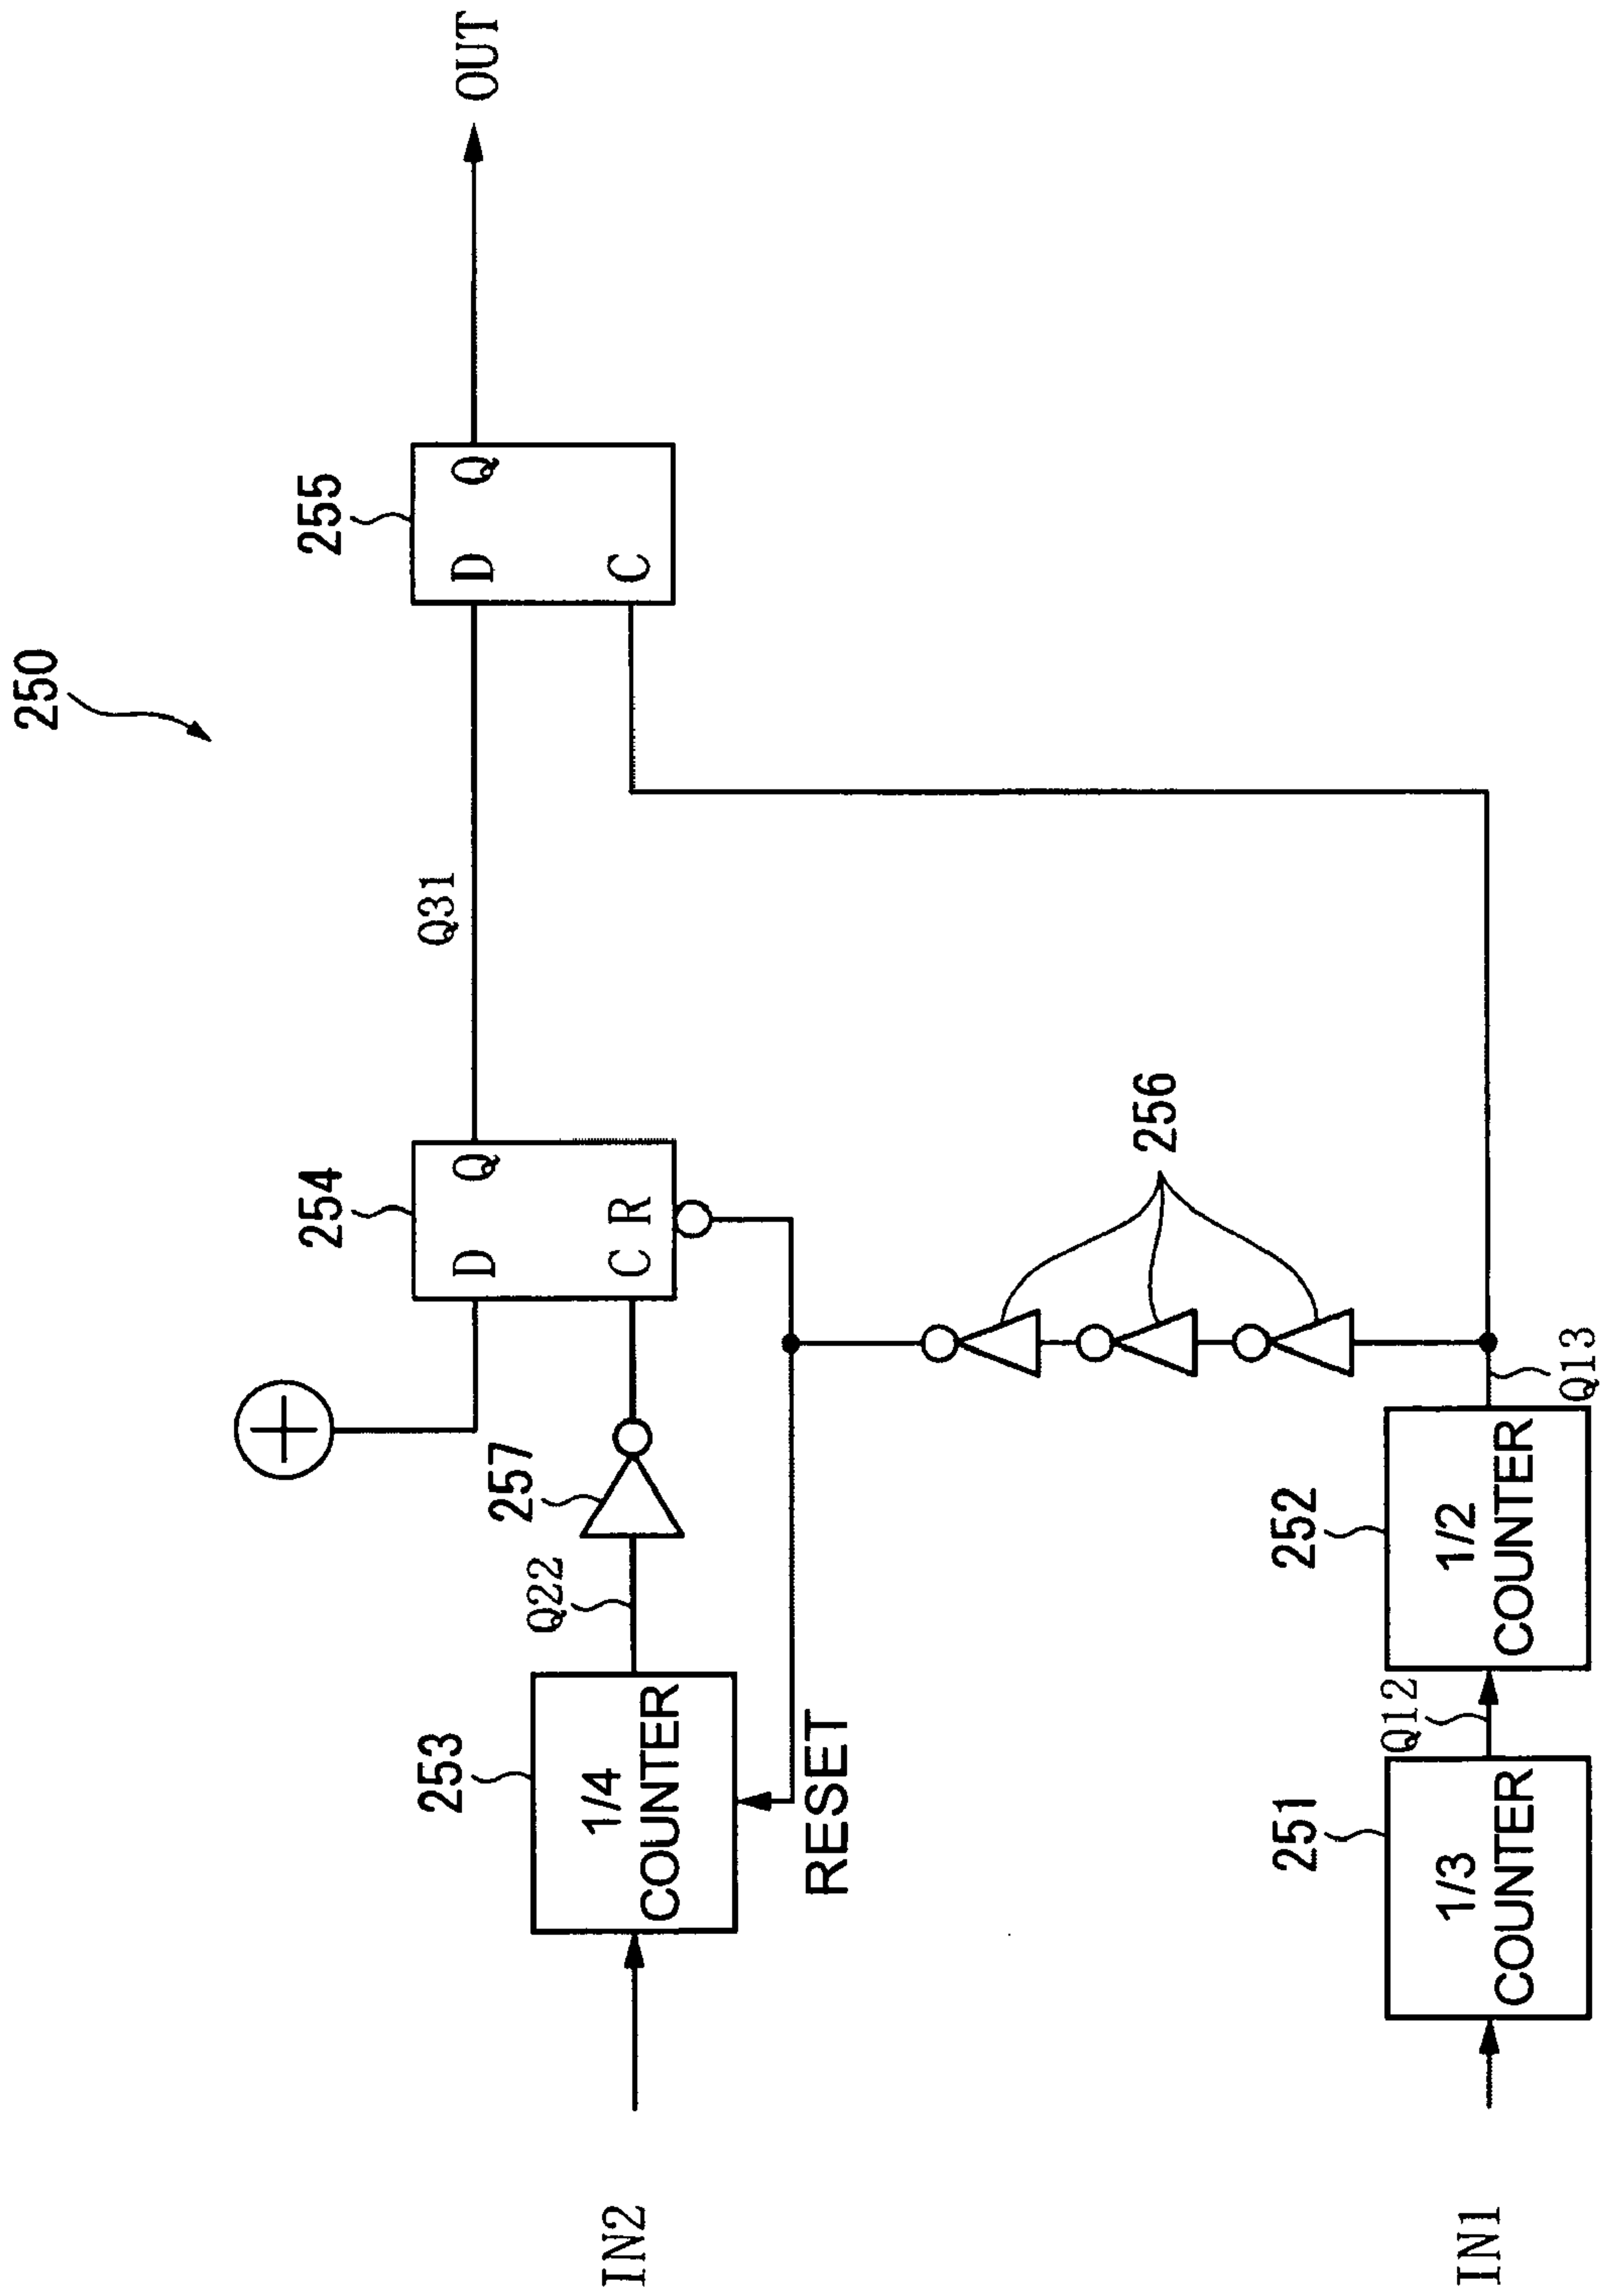 250
254
255
D Q
C R
D Q
C
OUT
Q31
257
Q22
253
1/4
COUNTER
RESET
IN2
256
252
1/2
COUNTER
Q13
Q12
251
1/3
COUNTER
IN1